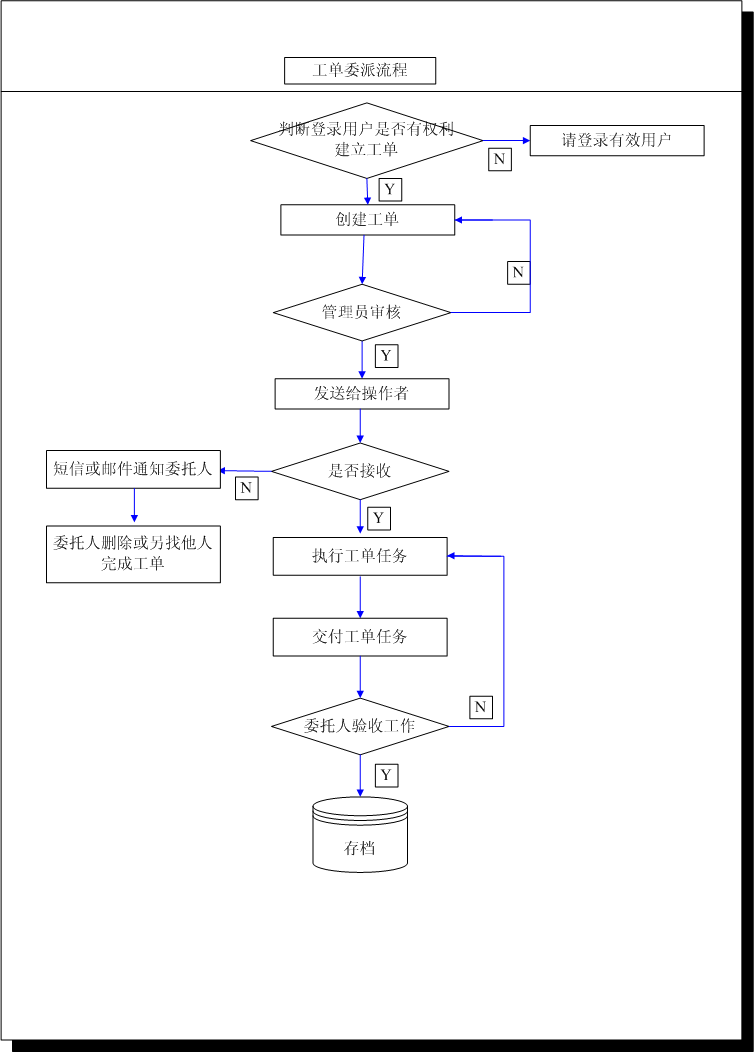 工单委派流程
判断登录用户是否有权利
建立工单
请登录有效用户
N
Y
创建工单
N
管理员审核
Y
发送给操作者
是否接收
短信或邮件通知委托人
N
Y
委托人删除或另找他人
完成工单
执行工单任务
交付工单任务
N
委托人验收工作
Y
存档